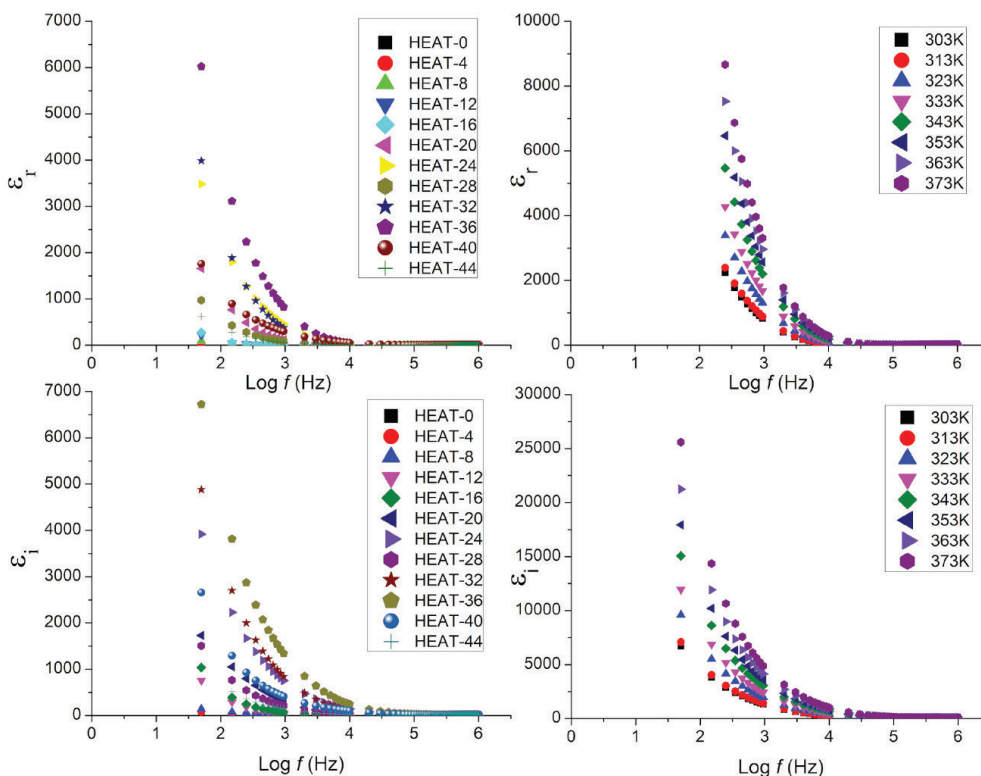 7000
6000
5000
4000
3000
2000
1000
0
εr
0 1 2 3 4 5 6
Log f (Hz)
HEAT-0
HEAT-4
HEAT-8
HEAT-12
HEAT-16
HEAT-20
HEAT-24
HEAT-28
HEAT-32
HEAT-36
HEAT-40
HEAT-44
10000
8000
6000
4000
2000
0
εr
0 1 2 3 4 5 6
Log f (Hz)
303K
313K
323K
333K
343K
353K
363K
373K
7000
6000
5000
4000
3000
2000
1000
0
εi
0 1 2 3 4 5 6
Log f (Hz)
HEAT-0
HEAT-4
HEAT-8
HEAT-12
HEAT-16
HEAT-20
HEAT-24
HEAT-28
HEAT-32
HEAT-36
HEAT-40
HEAT-44
30000
25000
20000
15000
10000
5000
0
εi
0 1 2 3 4 5 6
Log f (Hz)
303K
313K
323K
333K
343K
353K
363K
373K